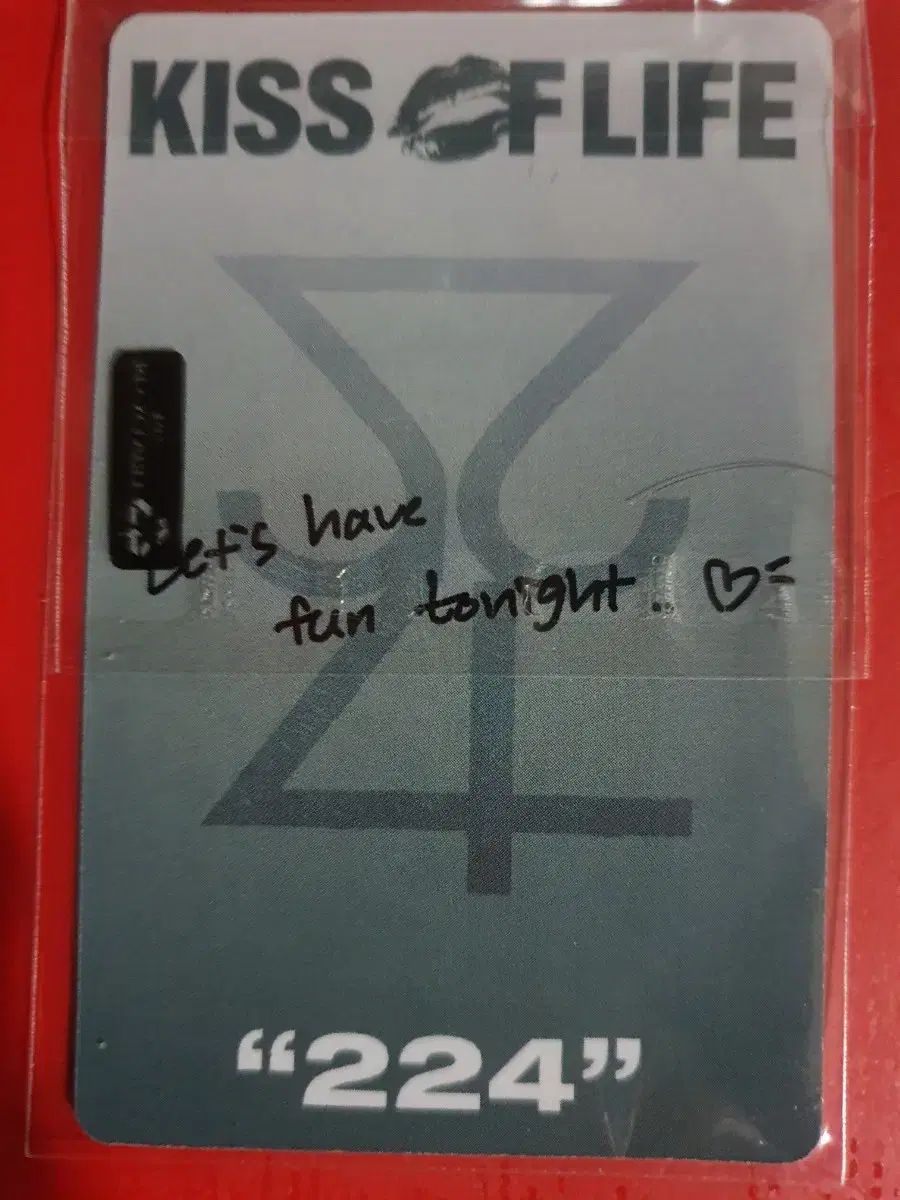 KISS OF LIFE
Let's have
fun tonight. ♡=
"224"